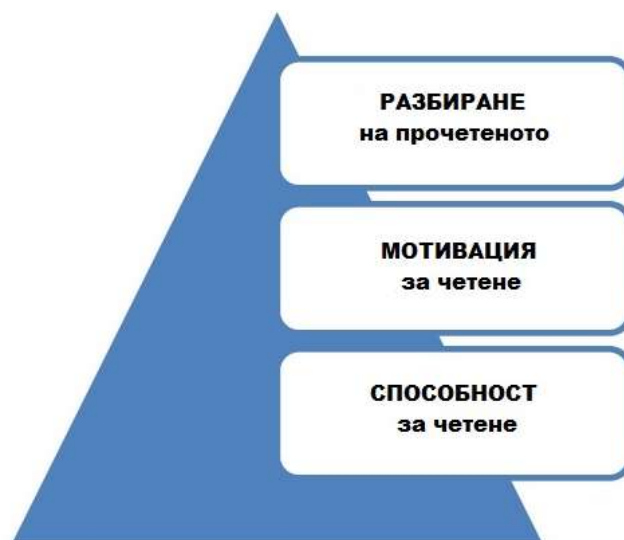 РАЗБИРАНЕ
на прочетеното
МОТИВАЦИЯ
за четене
СПОСОБНОСТ
за четене